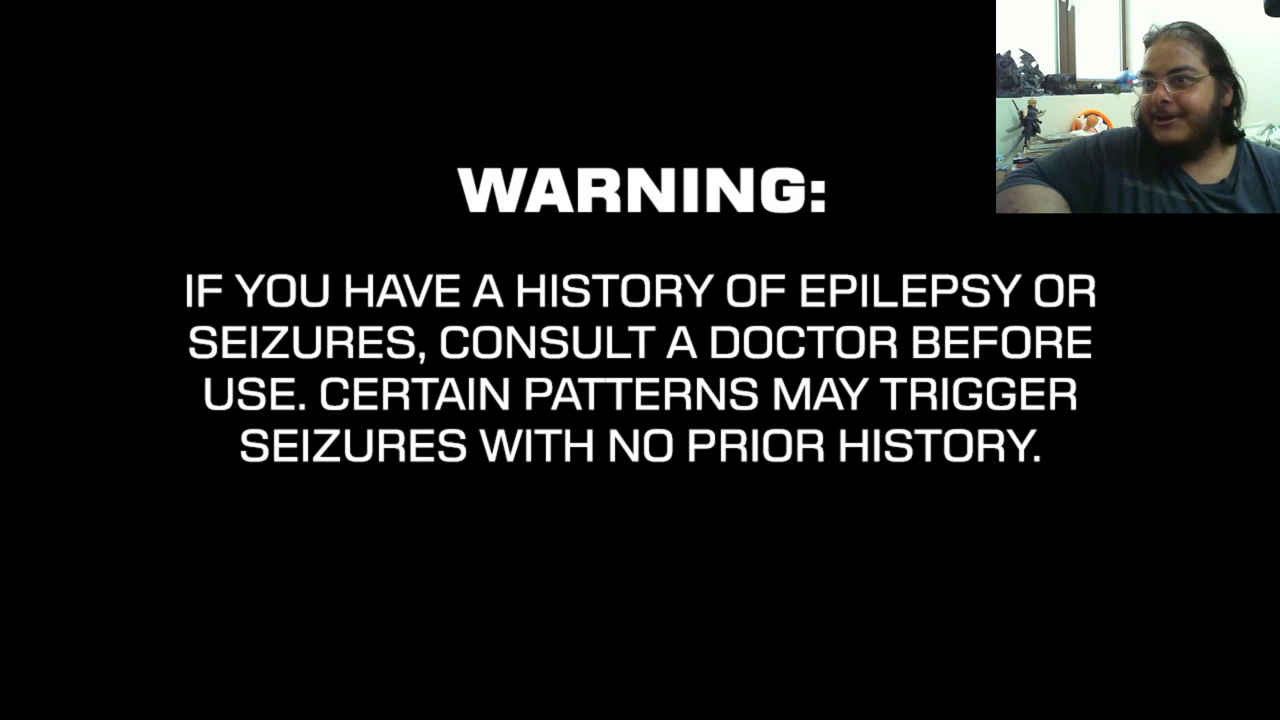 WARNING:
IF YOU HAVE A HISTORY OF EPILEPSY OR
SEIZURES, CONSULT A DOCTOR BEFORE
USE. CERTAIN PATTERNS MAY TRIGGER
SEIZURES WITH NO PRIOR HISTORY.